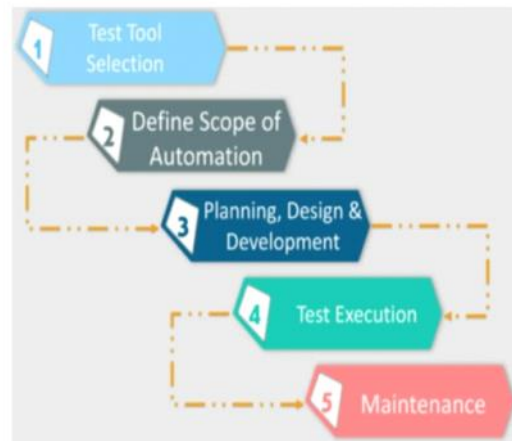 1
Test Tool
Selection
2
Define Scope of
Automation
3
Planning, Design &
Development
4
Test Execution
5
Maintenance